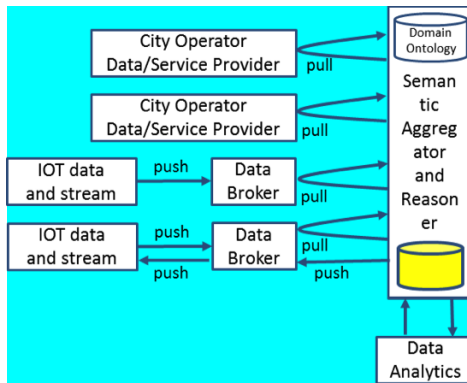 City Operator
Data/Service Provider
pull
Domain
Ontology
City Operator
Data/Service Provider
pull
Seman
tic
Aggreg
ator
and
Reason
er
IOT data
and stream
push
Data
Broker
pull
IOT data
and stream
push
push
Data
Broker
pull
push
Data
Analytics